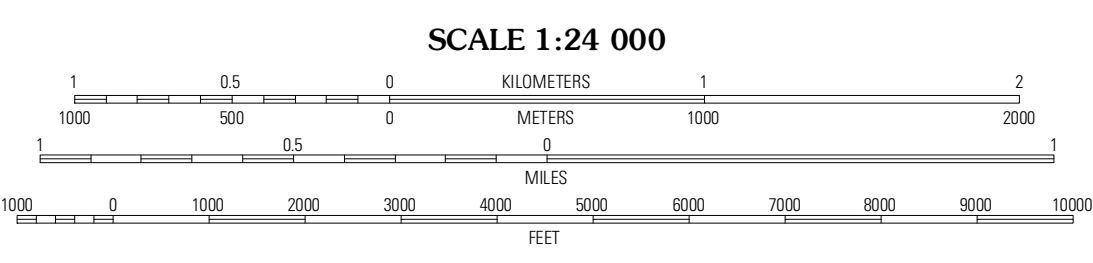 SCALE 1:24 000
1 0.5 0 KILOMETERS 1 2
1000 500 0 METERS 1000 2000
1 0.5 0 1
MILES
1000 0 1000 2000 3000 4000 5000 6000 7000 8000 9000 10000
FEET